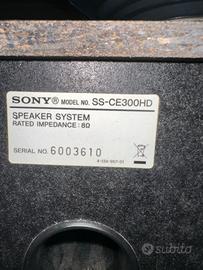 SONY® MODEL NO. SS-CE300HD
SPEAKER SYSTEM
RATED IMPEDANCE: 8Ω
SERIAL NO. 6003610
subito